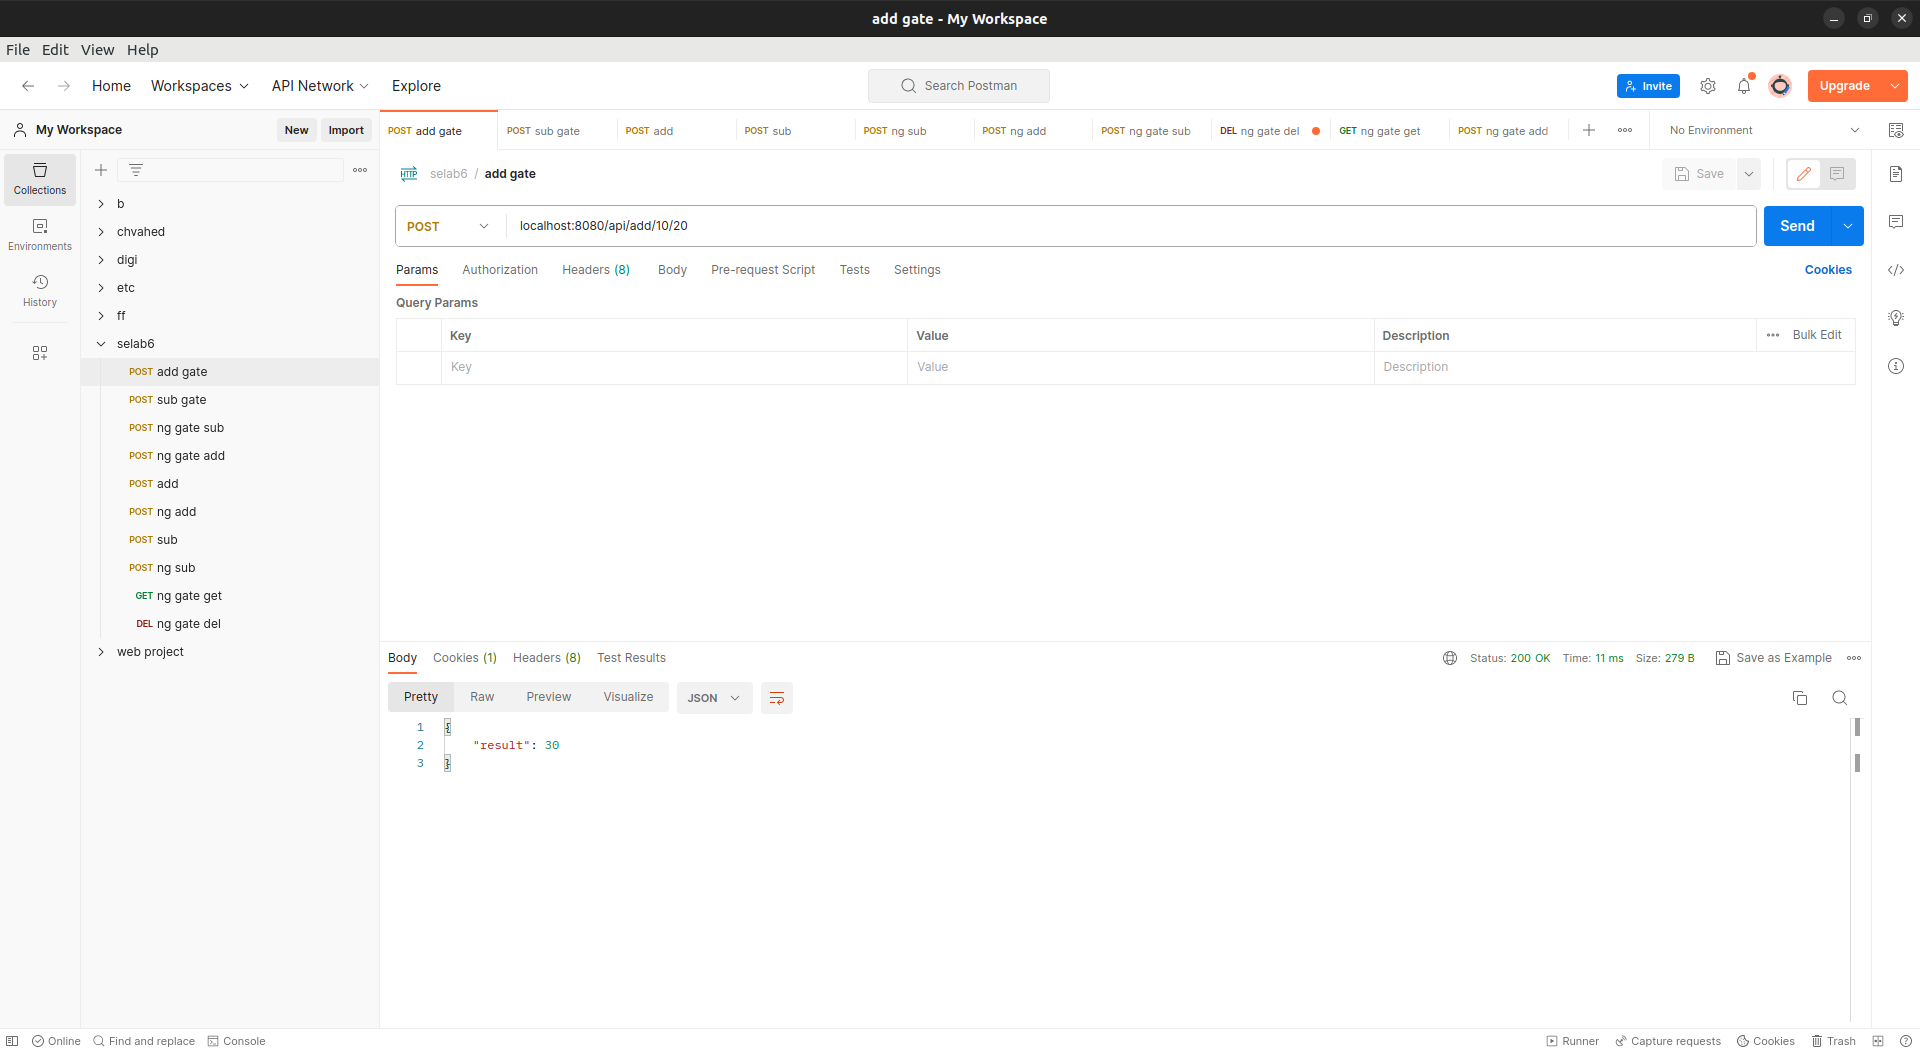 add gate - My Workspace
File Edit View Help
Home Workspaces API Network Explore Search Postman Invite Upgrade
My Workspace New Import
POST add gate POST sub gate POST add POST sub POST ng sub POST ng add POST ng gate sub DEL ng gate del GET ng gate get POST ng gate add No Environment
Collections
Environments
History
b
chvahed
digi
etc
ff
selab6
POST add gate
POST sub gate
POST ng gate sub
POST ng gate add
POST add
POST ng add
POST sub
POST ng sub
GET ng gate get
DEL ng gate del
web project
HTTP selab6 / add gate Save
POST localhost:8080/api/add/10/20 Send
Params Authorization Headers (8) Body Pre-request Script Tests Settings Cookies
Query Params
Key Value Description Bulk Edit
Key Value Description
Body Cookies (1) Headers (8) Test Results Status: 200 OK Time: 11 ms Size: 279 B Save as Example
Pretty Raw Preview Visualize JSON
1 {
2 "result": 30
3 }
Online Find and replace Console Runner Capture requests Cookies Trash